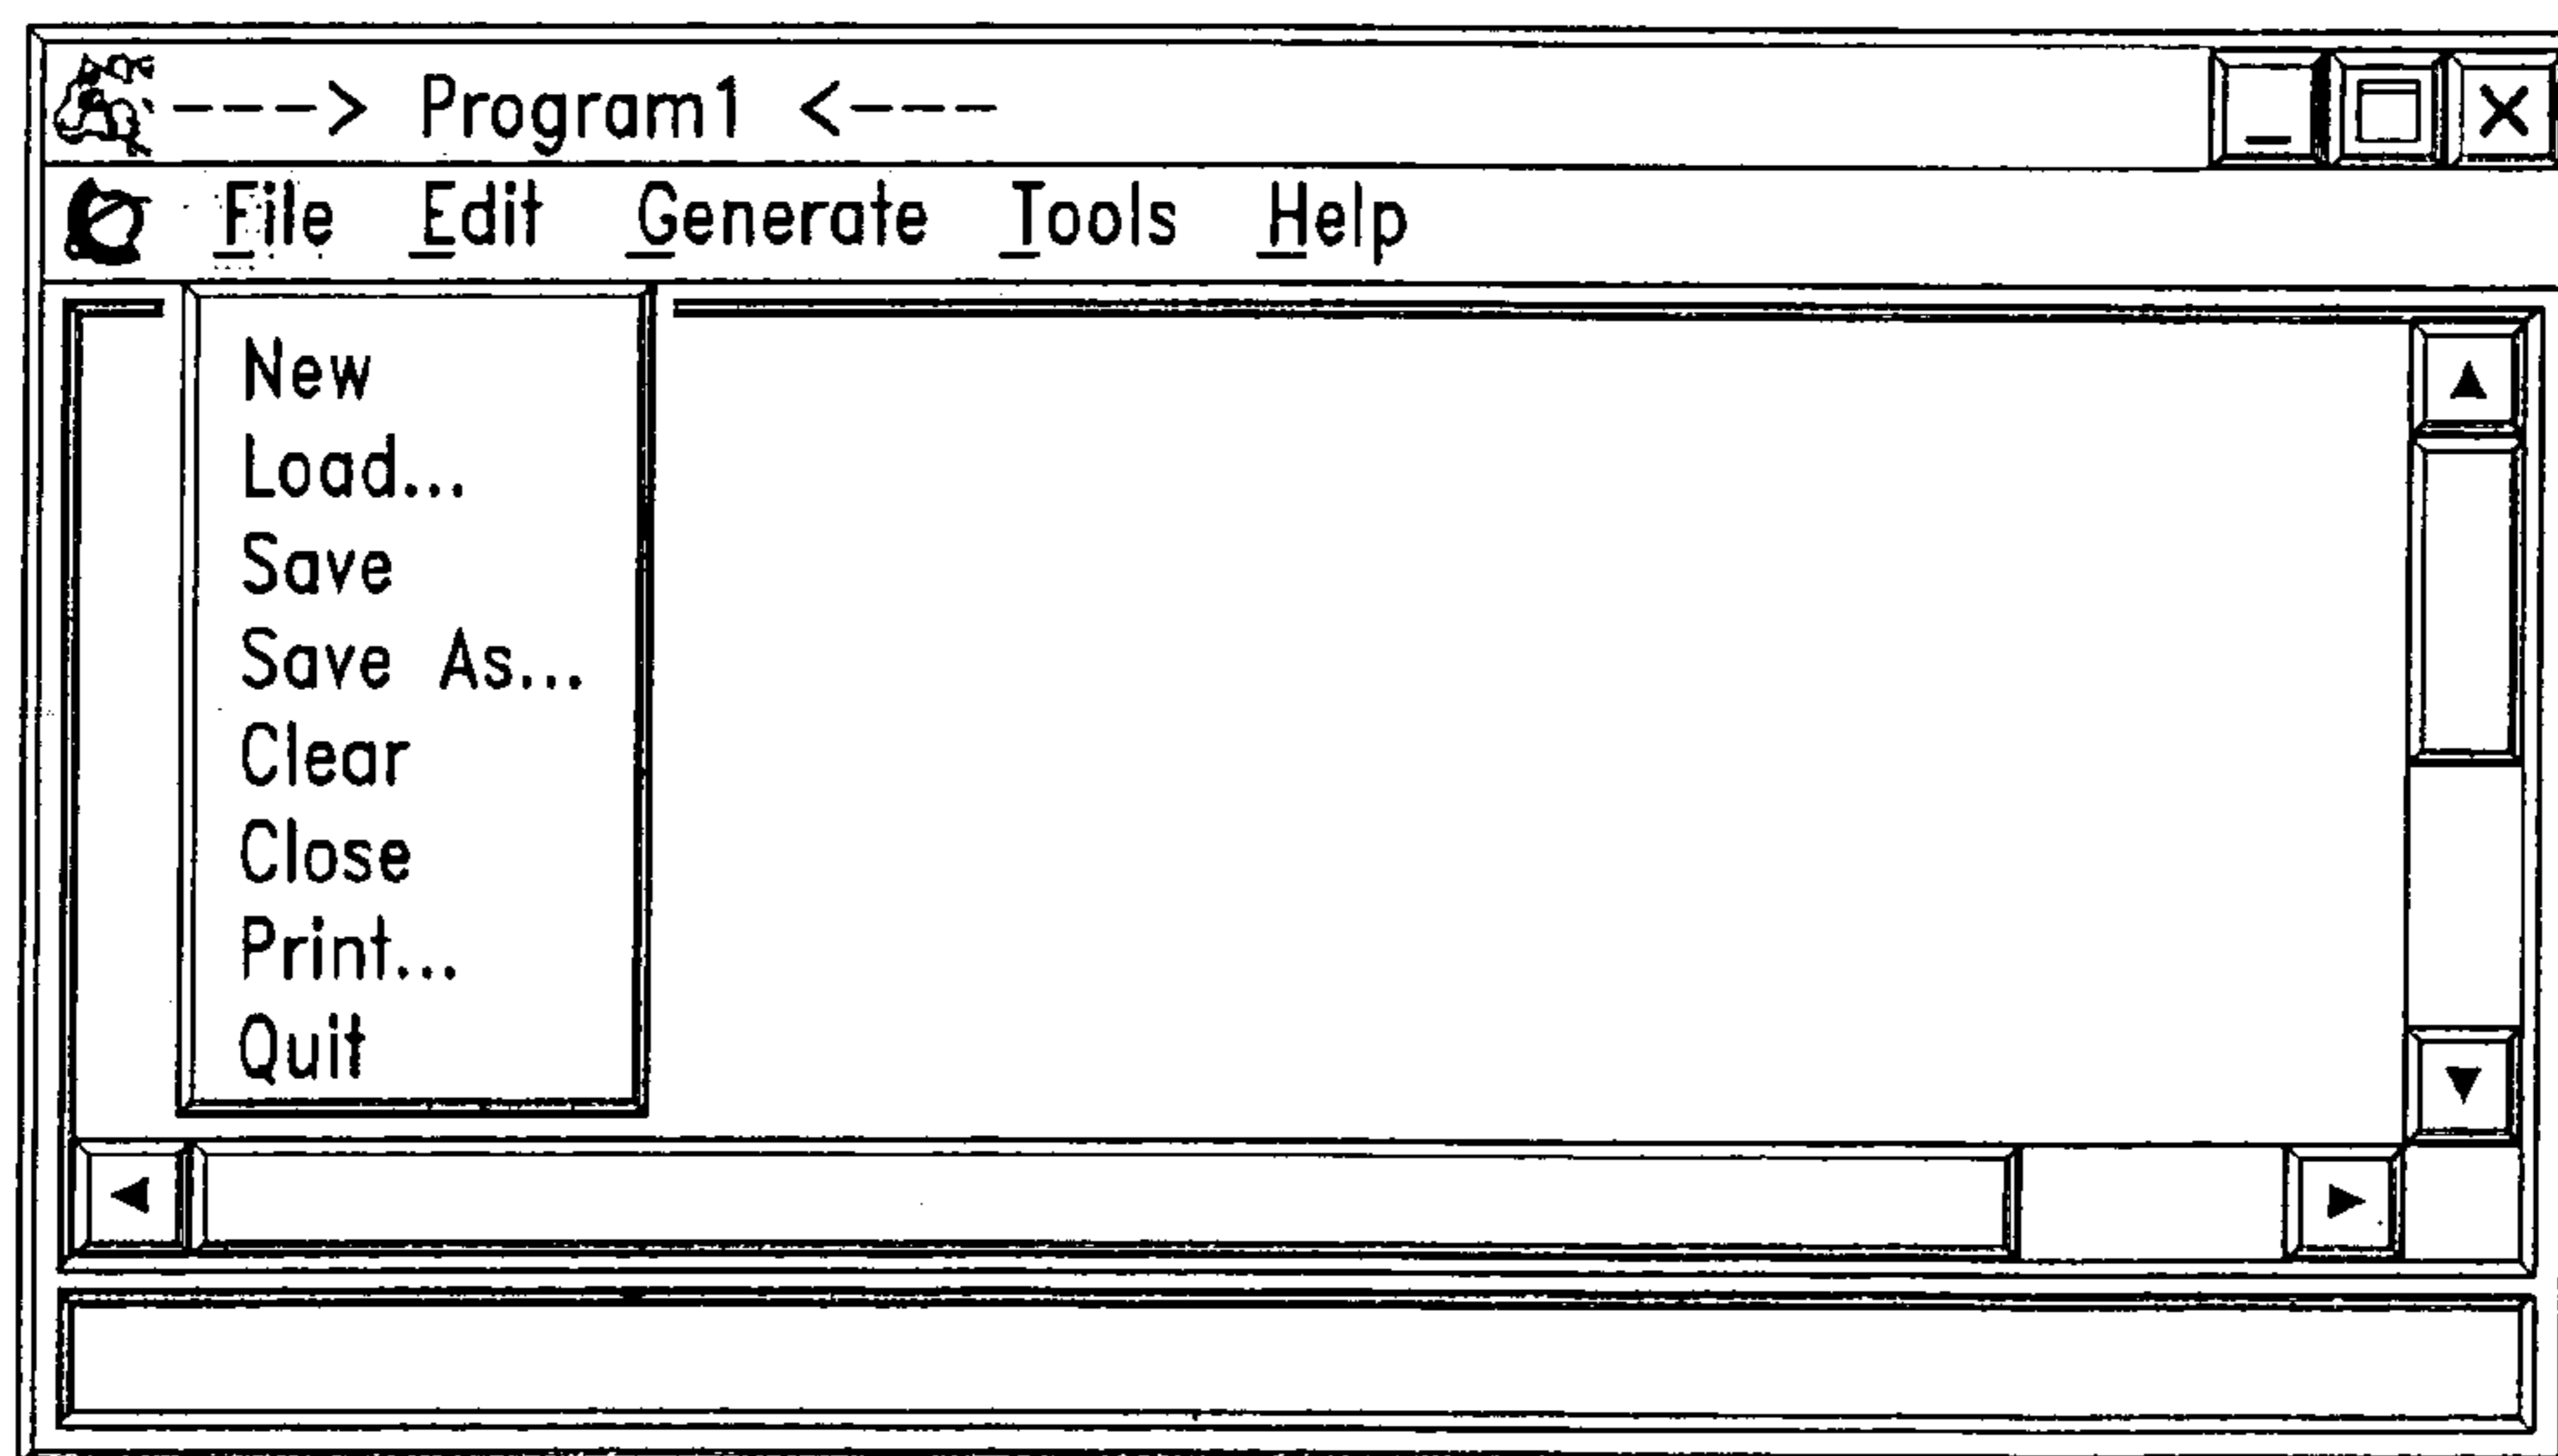 ---> Program1 <---
File Edit Generate Tools Help
New
Load...
Save
Save As...
Clear
Close
Print...
Quit